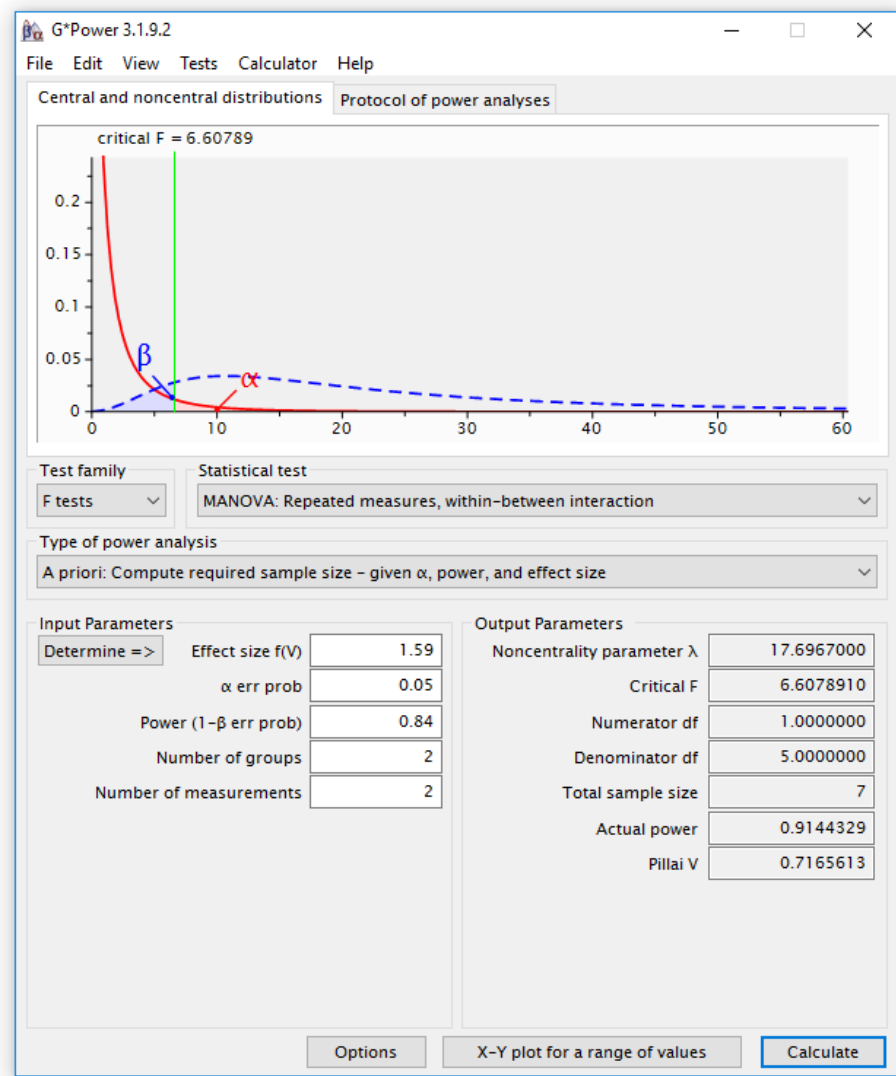 G*Power 3.1.9.2
File Edit View Tests Calculator Help
Central and noncentral distributions Protocol of power analyses
critical F = 6.60789
0.2
0.15
0.1
0.05
0
β
α
0 10 20 30 40 50 60
Test family Statistical test
F tests MANOVA: Repeated measures, within-between interaction
Type of power analysis
A priori: Compute required sample size - given α, power, and effect size
Input Parameters Output Parameters
Determine => Effect size f(V) 1.59 Noncentrality parameter λ 17.6967000
α err prob 0.05 Critical F 6.6078910
Power (1-β err prob) 0.84 Numerator df 1.0000000
Number of groups 2 Denominator df 5.0000000
Number of measurements 2 Total sample size 7
Actual power 0.9144329
Pillai V 0.7165613
Options X-Y plot for a range of values Calculate